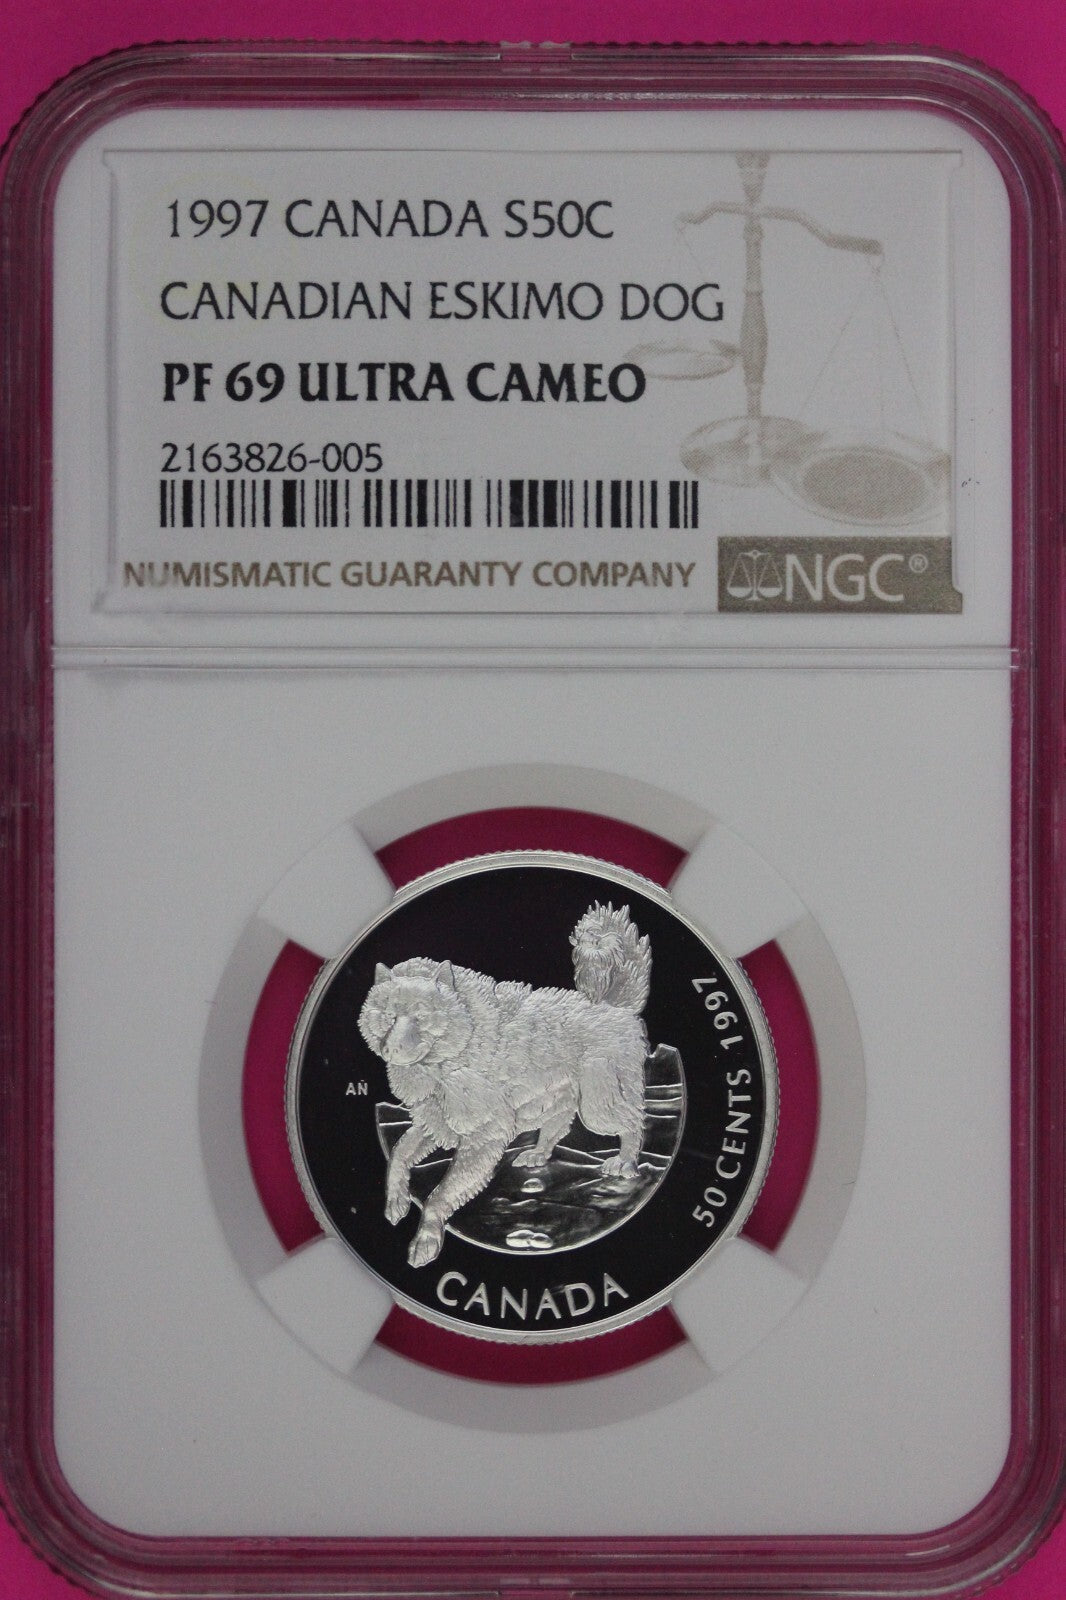 1997 CANADA S50C
CANADIAN ESKIMO DOG
PF 69 ULTRA CAMEO
2163826-005
NUMISMATIC GUARANTY COMPANY
NGC®
AÑ
50 CENTS 1997
CANADA